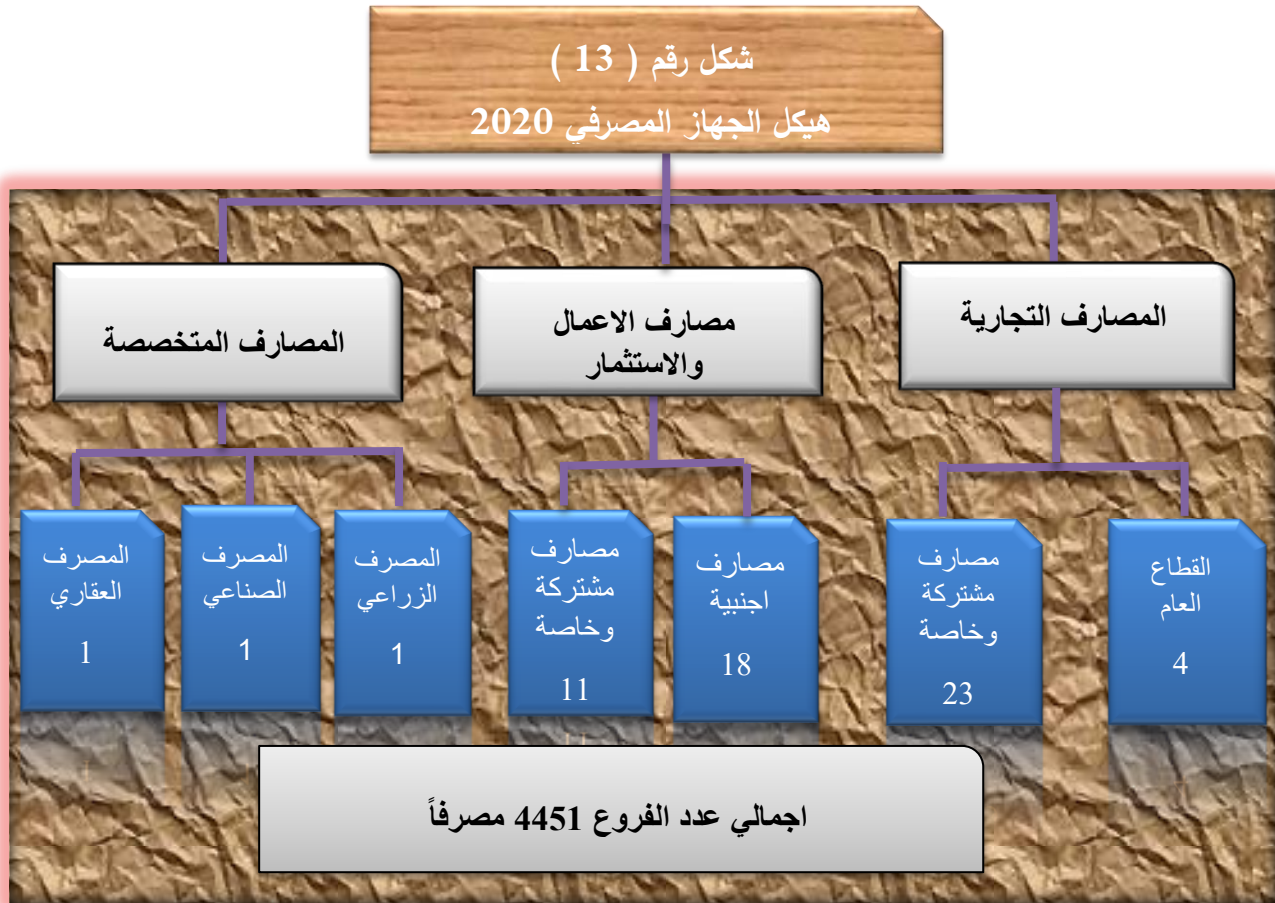 شكل رقم ( 13 )
هيكل الجهاز المصرفي 2020
المصارف التجارية
مصارف الاعمال
والاستثمار
المصارف المتخصصة
القطاع
العام
4
مصارف
مشتركة
وخاصة
23
مصارف
اجنبية
18
مصارف
مشتركة
وخاصة
11
المصرف
الزراعي
1
المصرف
الصناعي
1
المصرف
العقاري
1
اجمالي عدد الفروع 4451 مصرفاً